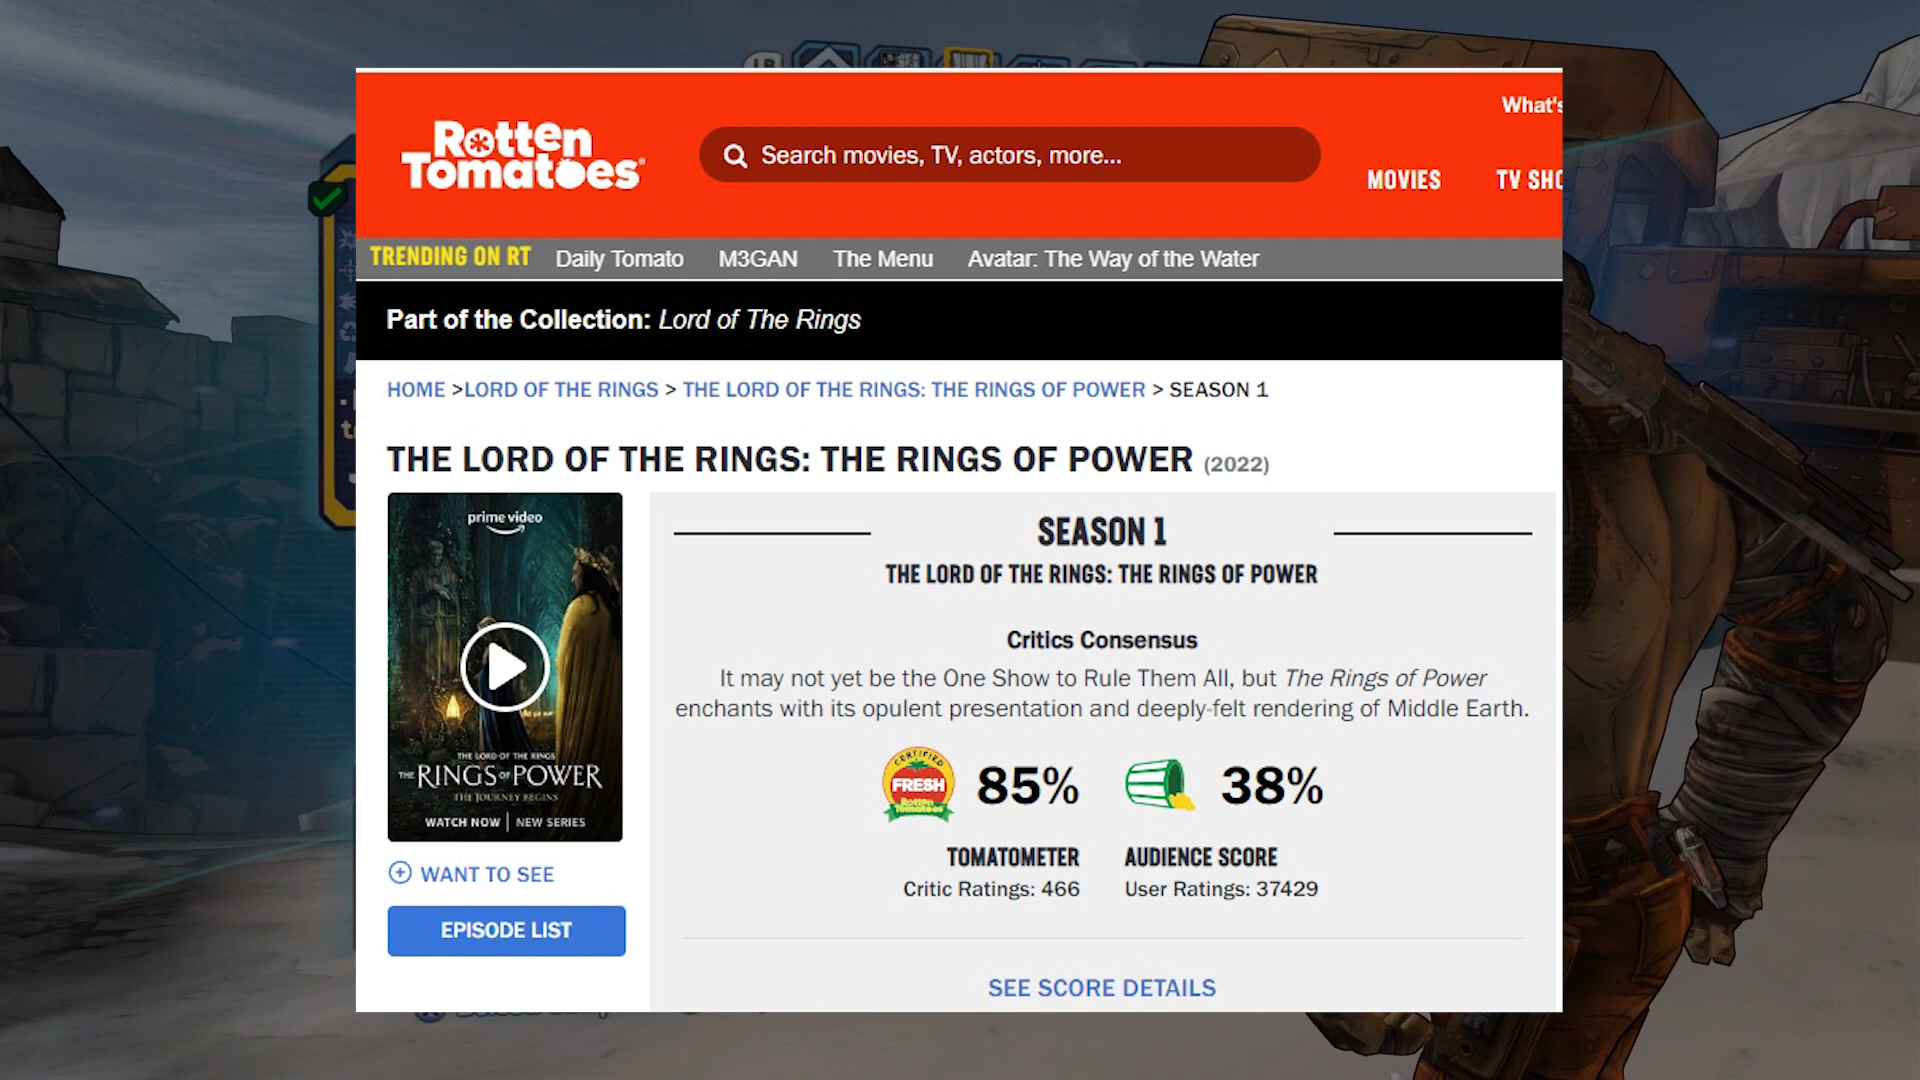 What's
Rotten
Tomatoes
Search movies, TV, actors, more...
MOVIES TV SHO
TRENDING ON RT Daily Tomato M3GAN The Menu Avatar: The Way of the Water
Part of the Collection: Lord of The Rings
HOME >LORD OF THE RINGS > THE LORD OF THE RINGS: THE RINGS OF POWER > SEASON 1
THE LORD OF THE RINGS: THE RINGS OF POWER (2022)
prime video
THE LORD OF THE RINGS
THE RINGS OF POWER
THE JOURNEY BEGINS
WATCH NOW | NEW SERIES
WANT TO SEE
EPISODE LIST
SEASON 1
THE LORD OF THE RINGS: THE RINGS OF POWER
Critics Consensus
It may not yet be the One Show to Rule Them All, but The Rings of Power
enchants with its opulent presentation and deeply-felt rendering of Middle Earth.
CERTIFIED
FRESH
Rotten
Tomatoes
85% 38%
TOMATOMETER AUDIENCE SCORE
Critic Ratings: 466 User Ratings: 37429
SEE SCORE DETAILS